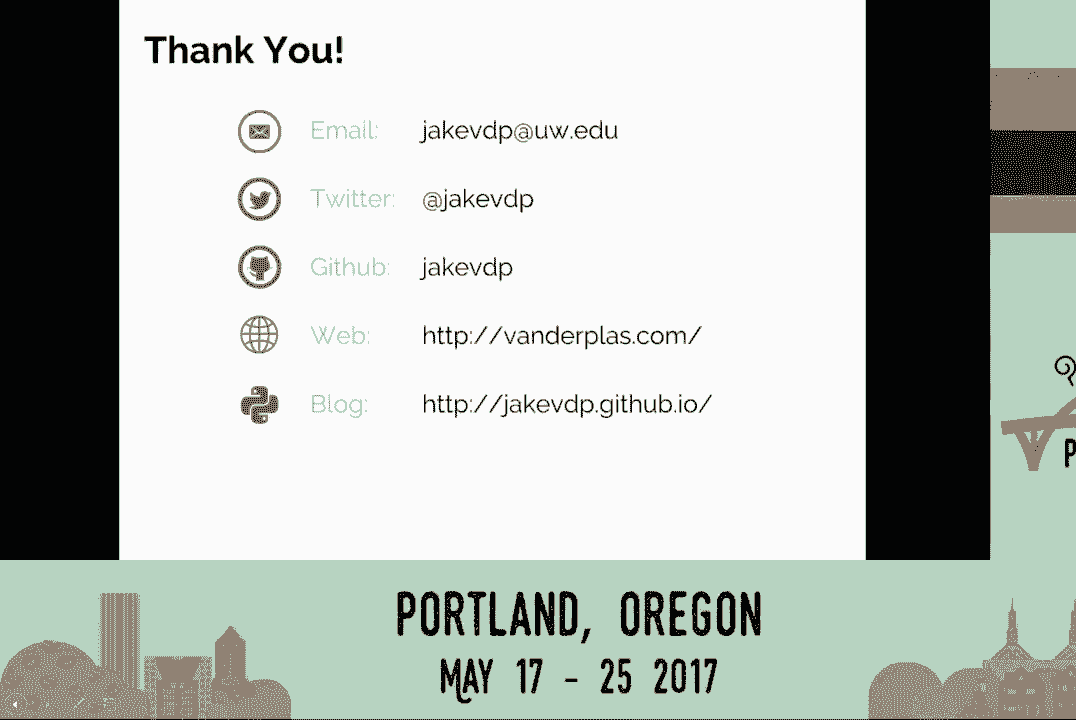 Thank You!
Email: jakevdp@uw.edu
Twitter: @jakevdp
Github: jakevdp
Web: http://vanderplas.com/
Blog: http://jakevdp.github.io/
P
PORTLAND, OREGON
MAY 17 - 25 2017